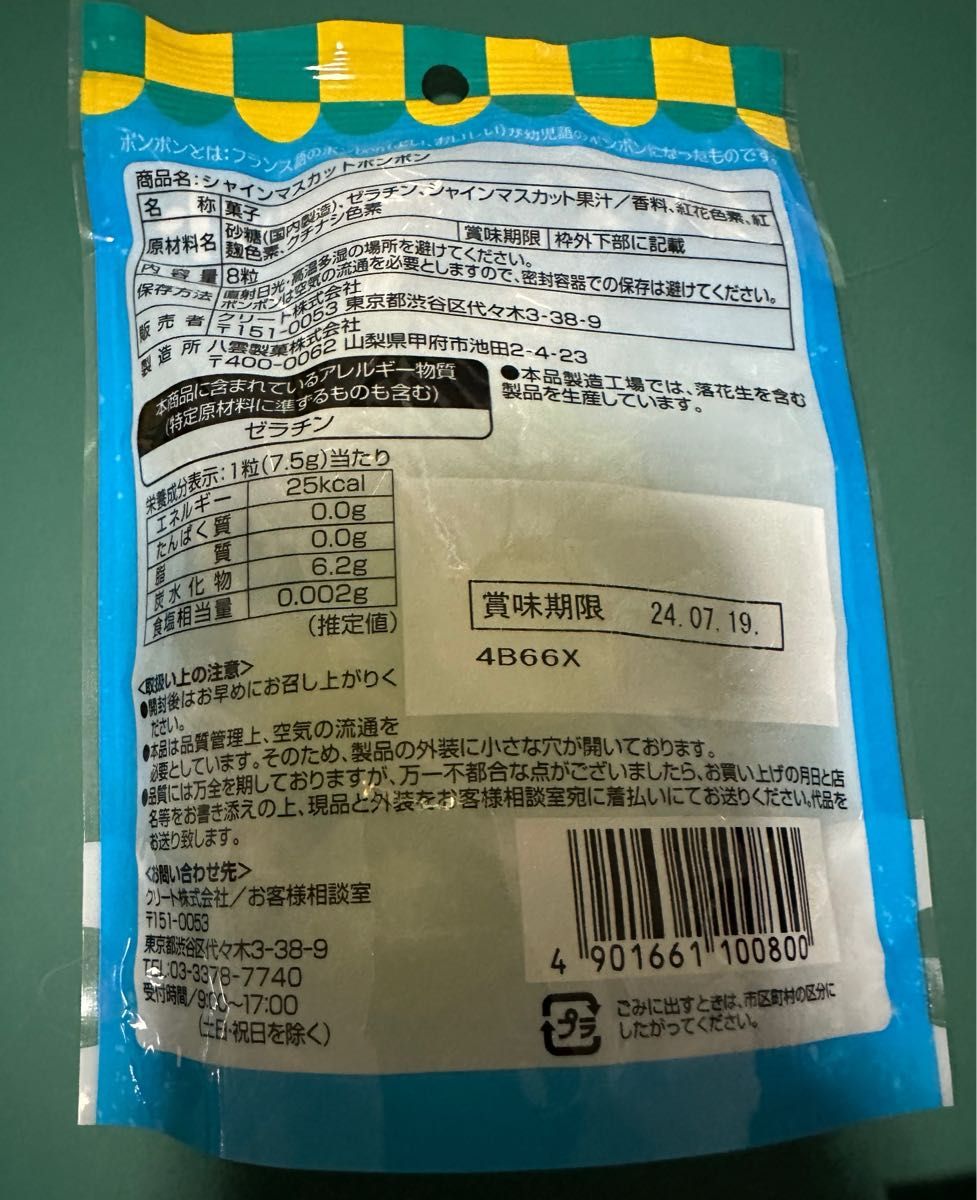 ボンボンとは:フランス語のボン おいしい)が幼児語のボンボンになったものです。
商品名:シャインマスカットボンボン
名 称 菓子
原材料名 砂糖(国内製造)、ゼラチン、シャインマスカット果汁/香料、紅花色素、紅
麹色素、クチナシ色素
内容量 8粒 賞味期限 枠外下部に記載
保存方法 直射日光・高温多湿の場所を避けてください。
ボンボンは空気の流通を必要としますので、密封容器での保存は避けてください。
販売者 クリート株式会社
〒151-0053 東京都渋谷区代々木3-38-9
製造所 八雲製菓株式会社
〒400-0062 山梨県甲府市池田2-4-23
本商品に含まれているアレルギー物質
(特定原材料に準ずるものも含む)
ゼラチン
●本品製造工場では、落花生を含む
製品を生産しています。
栄養成分表示:1粒(7.5g)当たり
エネルギー 25kcal
たんぱく質 0.0g
脂質 0.0g
炭水化物 6.2g
食塩相当量 0.002g
(推定値)
賞味期限 24.07.19.
4B66X
<取扱い上の注意>
●開封後はお早めにお召し上がりく
ださい。
●本品は品質管理上、空気の流通を
必要としています。そのため、製品の外装に小さな穴が開いております。
●品質には万全を期しておりますが、万一不都合な点がございましたら、お買い上げの月日と店
名等をお書き添えの上、現品と外装をお客様相談室宛に着払いにてお送りください。代品を
お送り致します。
<お問い合わせ先>
クリート株式会社/お客様相談室
〒151-0053
東京都渋谷区代々木3-38-9
TEL:03-3378-7740
受付時間/9:00~17:00
(土日・祝日を除く)
4 901661 100800
プラ
ごみに出すときは、市区町村の区分に
したがってください。